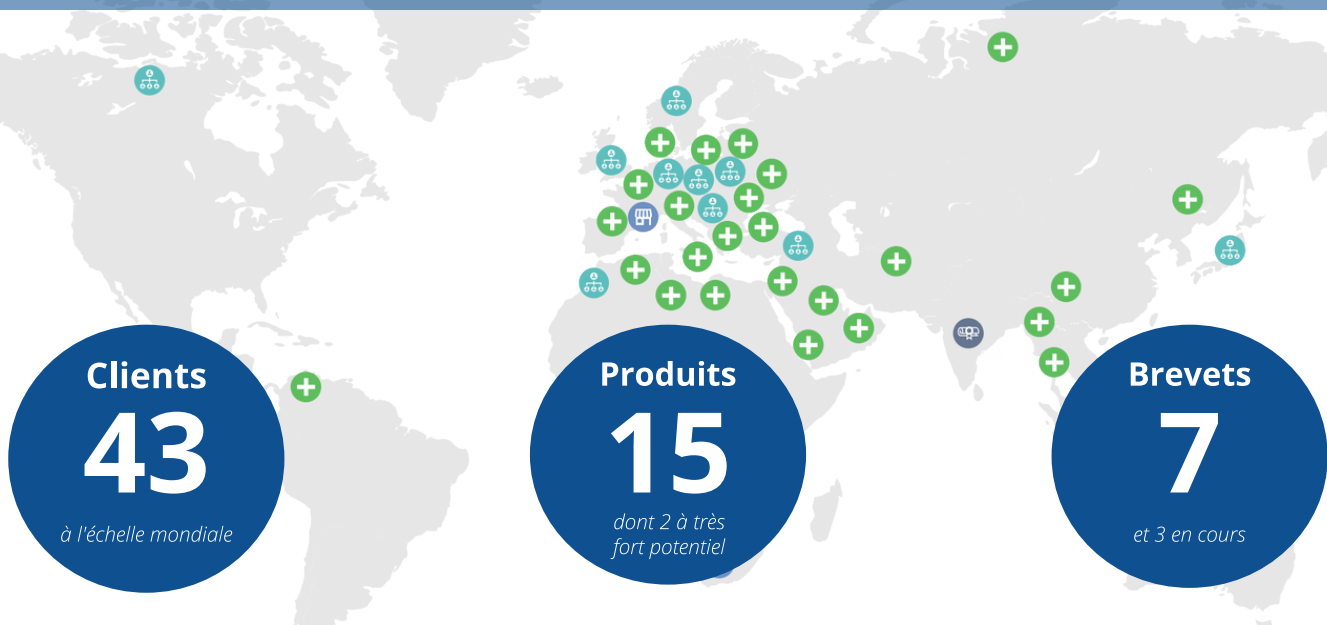 Clients
43
à l'échelle mondiale
Produits
15
dont 2 à très
fort potentiel
Brevets
7
et 3 en cours